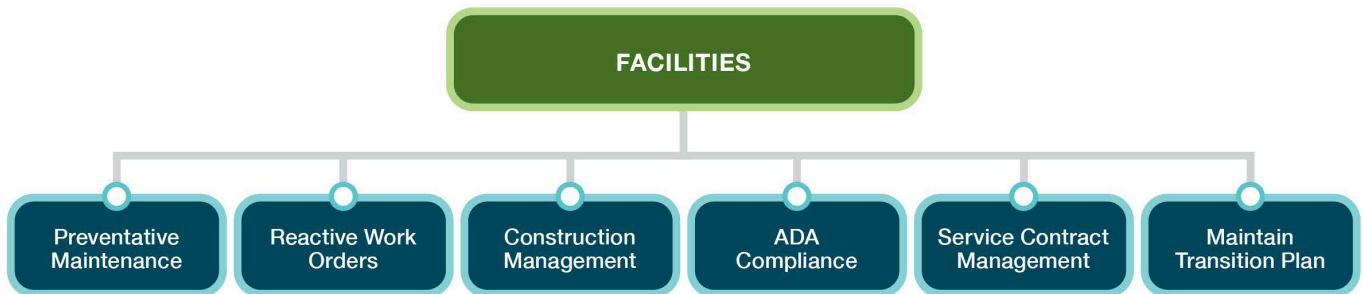 FACILITIES
Preventative
Maintenance
Reactive Work
Orders
Construction
Management
ADA
Compliance
Service Contract
Management
Maintain
Transition Plan